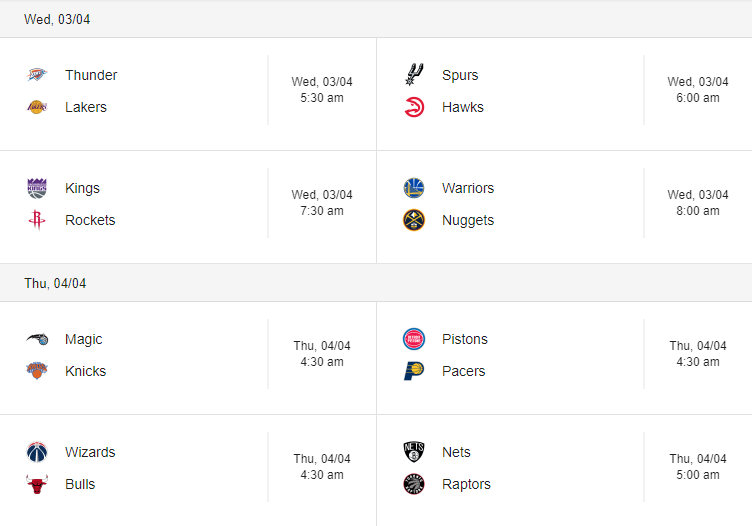 Wed, 03/04
Thunder
Lakers
Wed, 03/04
5:30 am
Spurs
Hawks
Wed, 03/04
6:00 am
Kings
Rockets
Wed, 03/04
7:30 am
Warriors
Nuggets
Wed, 03/04
8:00 am
Thu, 04/04
Magic
Knicks
Thu, 04/04
4:30 am
Pistons
Pacers
Thu, 04/04
4:30 am
Wizards
Bulls
Thu, 04/04
4:30 am
NETS
Nets
Raptors
Thu, 04/04
5:00 am